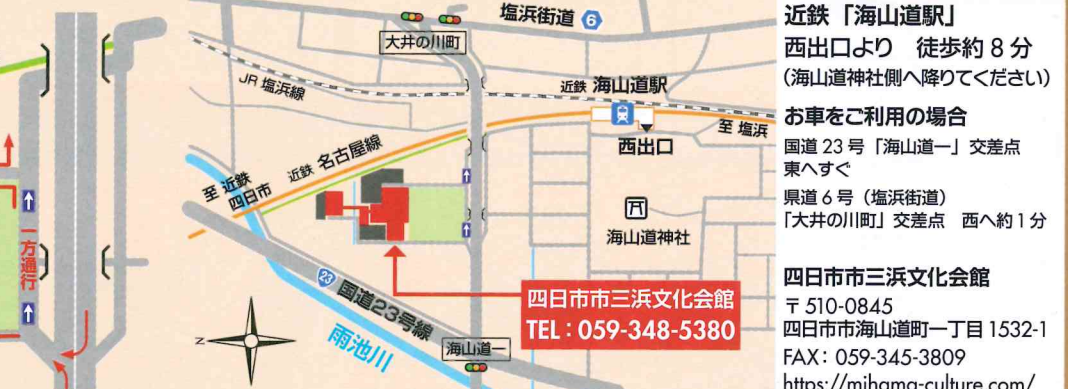 塩浜街道 6
大井の川町
JR 塩浜線
近鉄 海山道駅
至 塩浜
西出口
近鉄 名古屋線
至 近鉄
四日市
海山道神社
一方通行
23 国道23号線
雨池川
海山道一
N
四日市市三浜文化会館
TEL：059-348-5380
近鉄「海山道駅」
西出口より　徒歩約 8 分
（海山道神社側へ降りてください）
お車をご利用の場合
国道 23 号「海山道一」交差点
東へすぐ
県道 6 号（塩浜街道）
「大井の川町」交差点　西へ約 1 分
四日市市三浜文化会館
〒 510-0845
四日市市海山道町一丁目 1532-1
FAX：059-345-3809
https://mihama-culture.com/